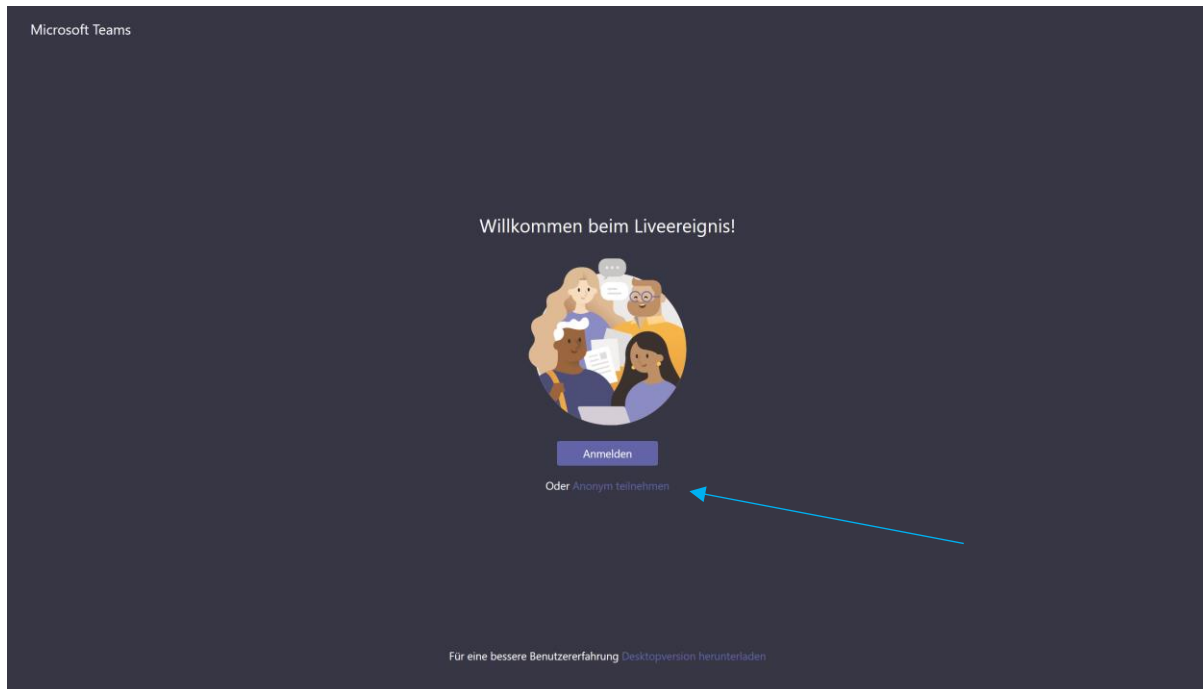 Microsoft Teams
Willkommen beim Liveereignis!
Anmelden
Oder Anonym teilnehmen
Für eine bessere Benutzererfahrung Desktopversion herunterladen